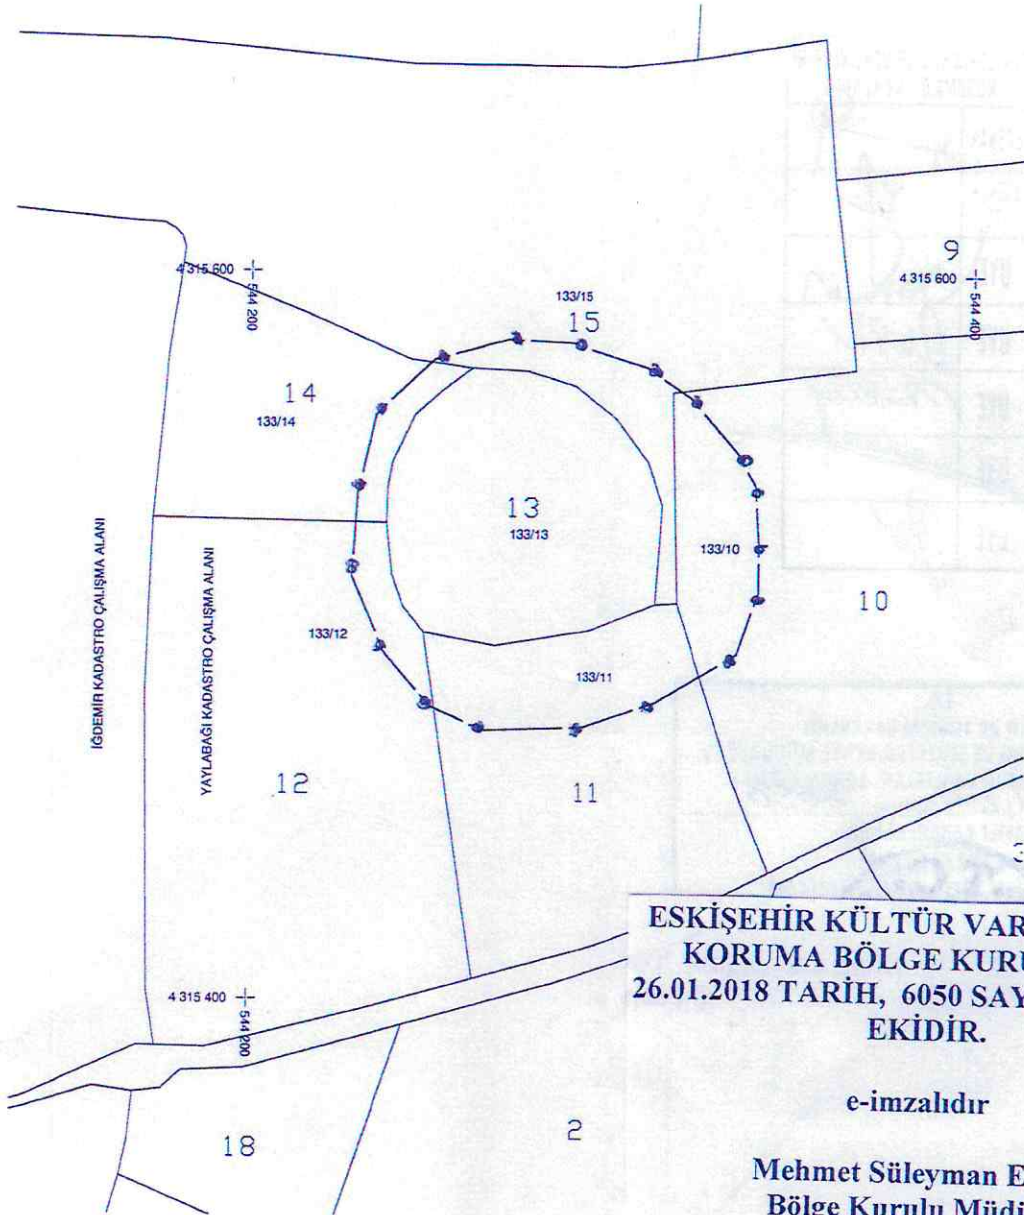 9
4 315 600
544 200
4 315 600
544 400
133/15
15
14
133/14
13
133/13
133/10
10
133/12
133/11
İĞDEMİR KADASTRO ÇALIŞMA ALANI
YAYLABAĞI KADASTRO ÇALIŞMA ALANI
12
11
3
ESKİŞEHİR KÜLTÜR VAR
KORUMA BÖLGE KURU
26.01.2018 TARİH, 6050 SAY
EKİDİR.
4 315 400
544 200
e-imzalıdır
2
18
Mehmet Süleyman E
Bölge Kurulu Müdü